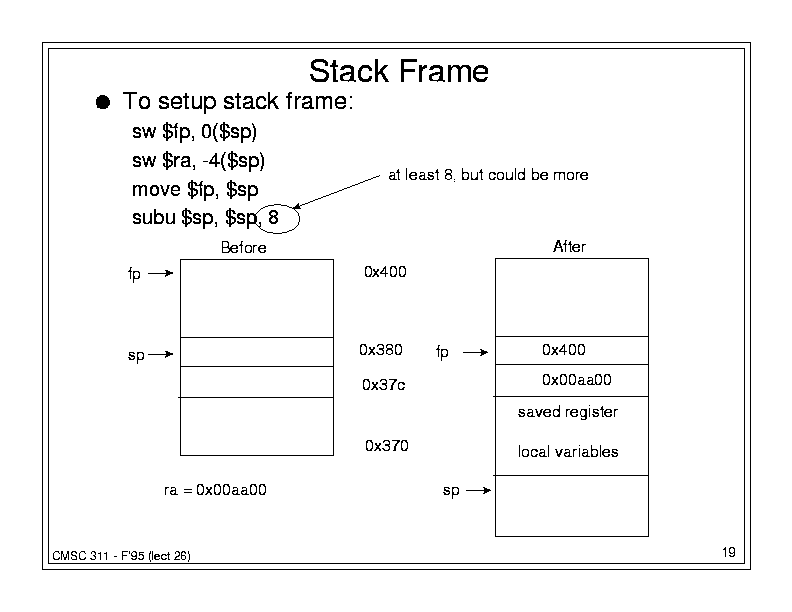 Stack Frame
● To setup stack frame:
sw $fp, 0($sp)
sw $ra, -4($sp)
move $fp, $sp
subu $sp, $sp, 8
at least 8, but could be more
Before
After
fp
0x400
sp
0x380
fp
0x400
0x37c
0x00aa00
saved register
0x370
local variables
ra = 0x00aa00
sp
CMSC 311 - F'95 (lect 26)
19